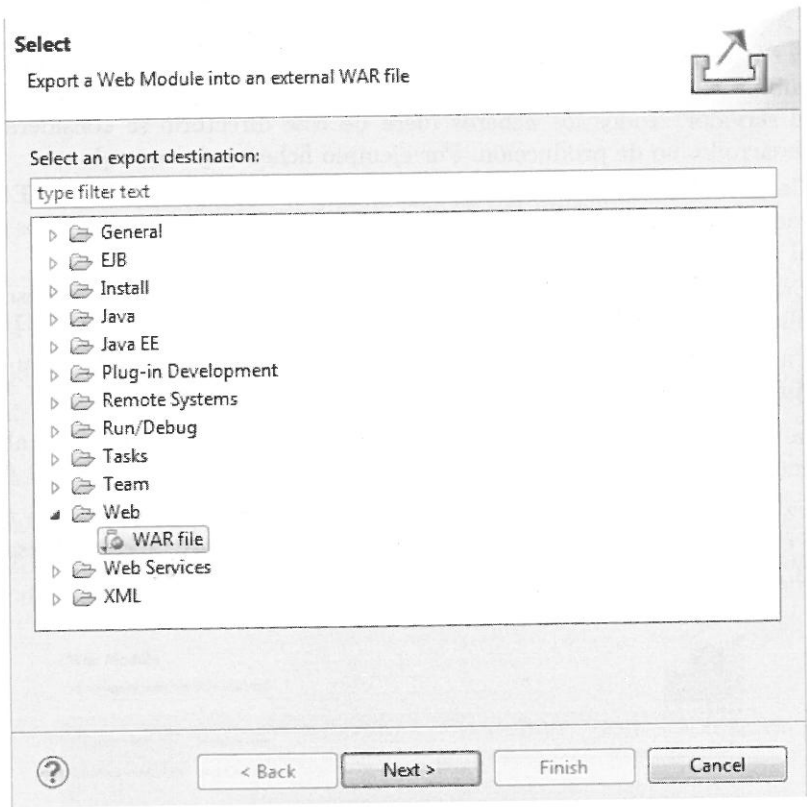 Select
Export a Web Module into an external WAR file
Select an export destination:
type filter text
General
EJB
Install
Java
Java EE
Plug-in Development
Remote Systems
Run/Debug
Tasks
Team
Web
WAR file
Web Services
XML
?
< Back
Next >
Finish
Cancel